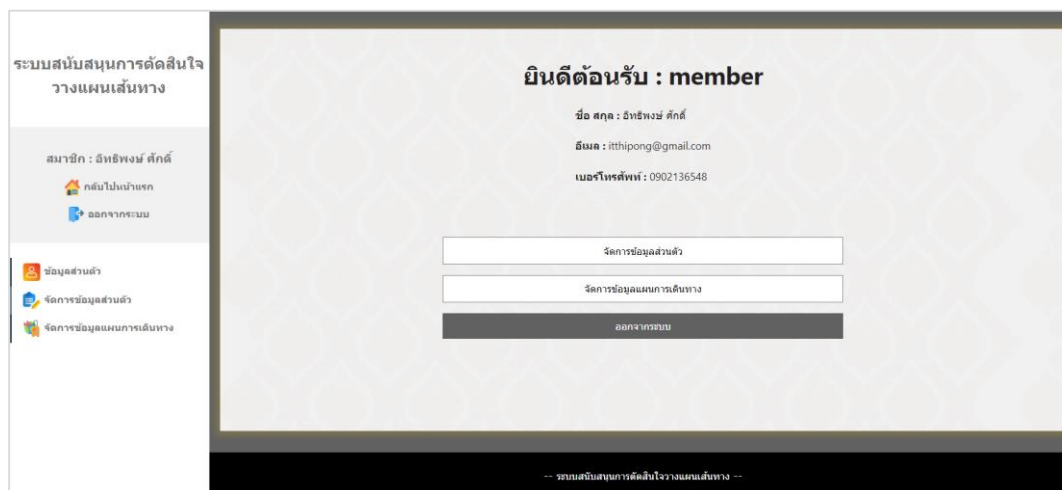 ระบบสนับสนุนการตัดสินใจ
วางแผนเส้นทาง
สมาชิก : อิทธิพงษ์ ศักดิ์
กลับไปหน้าแรก
ออกจากระบบ
ข้อมูลส่วนตัว
จัดการข้อมูลส่วนตัว
จัดการข้อมูลแผนการเดินทาง
ยินดีต้อนรับ : member
ชื่อ สกุล : อิทธิพงษ์ ศักดิ์
อีเมล : itthipong@gmail.com
เบอร์โทรศัพท์ : 0902136548
จัดการข้อมูลส่วนตัว
จัดการข้อมูลแผนการเดินทาง
ออกจากระบบ
-- ระบบสนับสนุนการตัดสินใจวางแผนเส้นทาง --